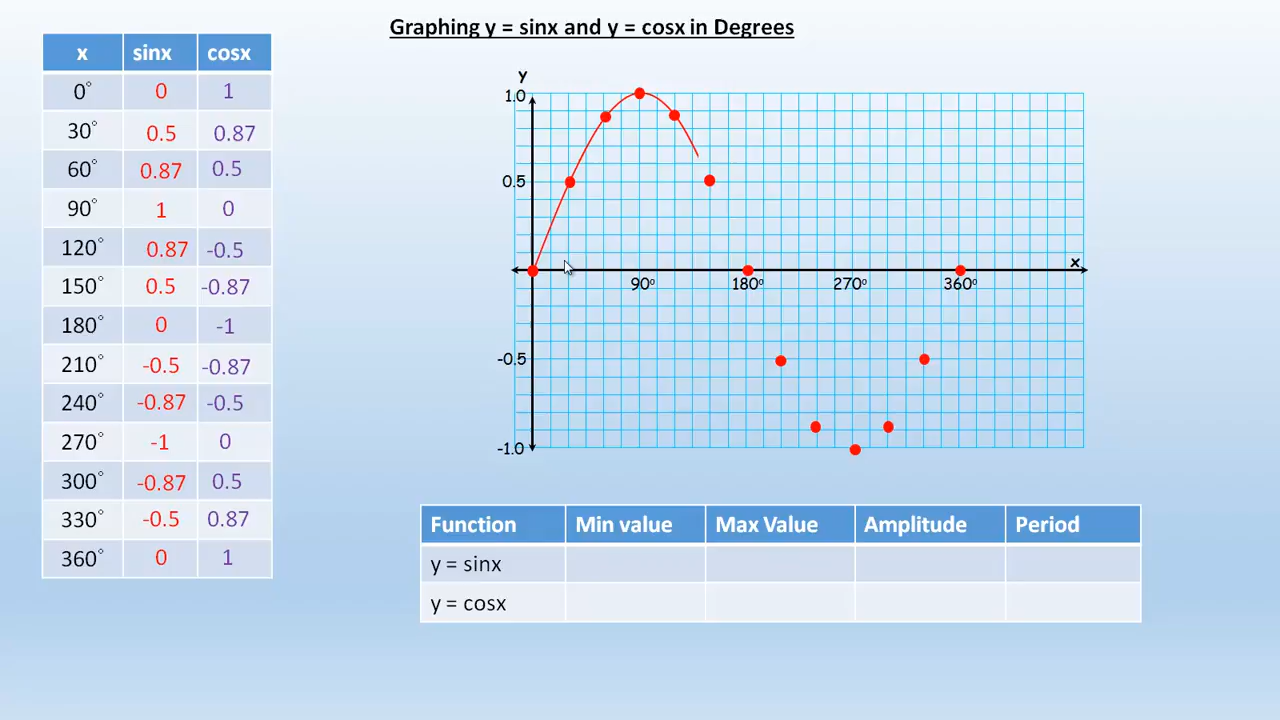 Graphing y = sinx and y = cosx in Degrees
x sinx cosx
0° 0 1
30° 0.5 0.87
60° 0.87 0.5
90° 1 0
120° 0.87 -0.5
150° 0.5 -0.87
180° 0 -1
210° -0.5 -0.87
240° -0.87 -0.5
270° -1 0
300° -0.87 0.5
330° -0.5 0.87
360° 0 1
y
1.0
0.5
x
90° 180° 270° 360°
-0.5
-1.0
Function Min value Max Value Amplitude Period
y = sinx
y = cosx